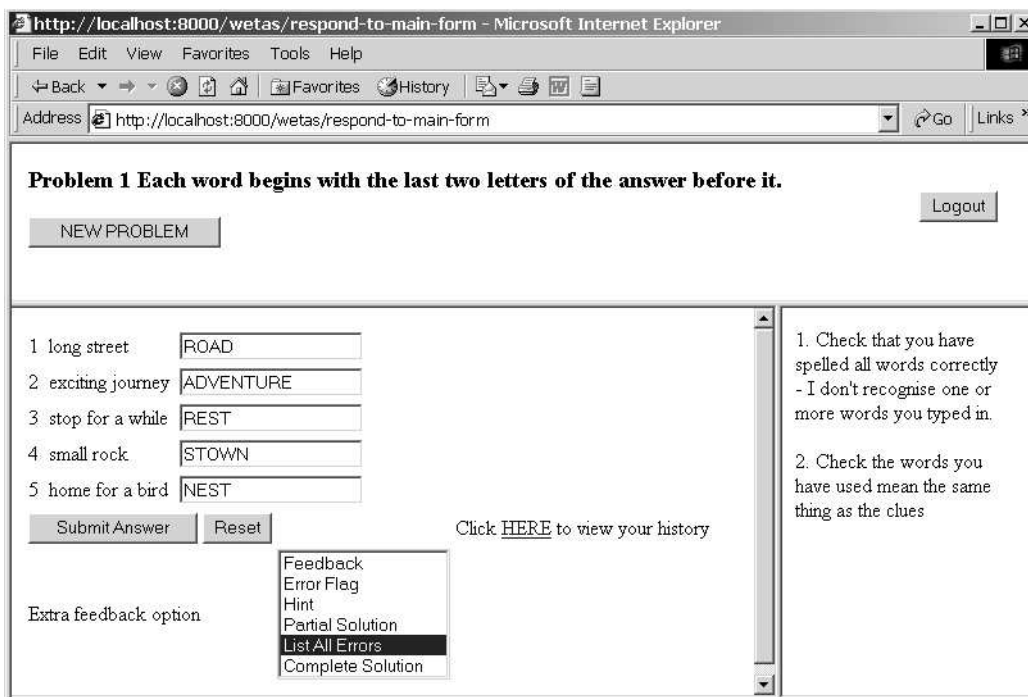 http://localhost:8000/wetas/respond-to-main-form - Microsoft Internet Explorer
File Edit View Favorites Tools Help
Back Favorites History
Address http://localhost:8000/wetas/respond-to-main-form Go Links »
Problem 1 Each word begins with the last two letters of the answer before it.
Logout
NEW PROBLEM
1 long street ROAD
2 exciting journey ADVENTURE
3 stop for a while REST
4 small rock STOWN
5 home for a bird NEST
Submit Answer Reset Click HERE to view your history
Extra feedback option
Feedback
Error Flag
Hint
Partial Solution
List All Errors
Complete Solution
1. Check that you have
spelled all words correctly
- I don't recognise one or
more words you typed in.
2. Check the words you
have used mean the same
thing as the clues